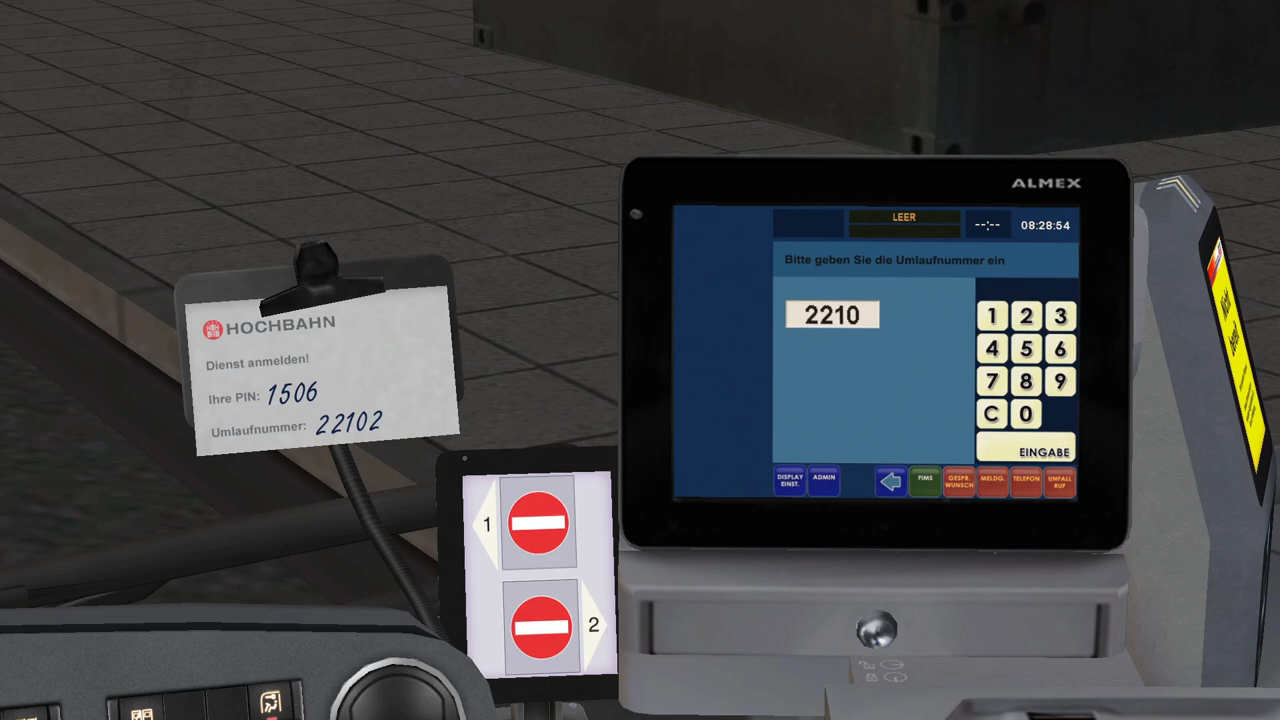 ALMEX
LEER
--:--
08:28:54
Bitte geben Sie die Umlaufnummer ein
2210
1 2 3
4 5 6
7 8 9
C 0
EINGABE
DISPLAY EINST.
ADMIN
FIMS
GESPR. WUNSCH
MELDG.
TELEFON
UNFALL RUF
HOCHBAHN
Dienst anmelden!
Ihre PIN: 1506
Umlaufnummer: 22102
1
2